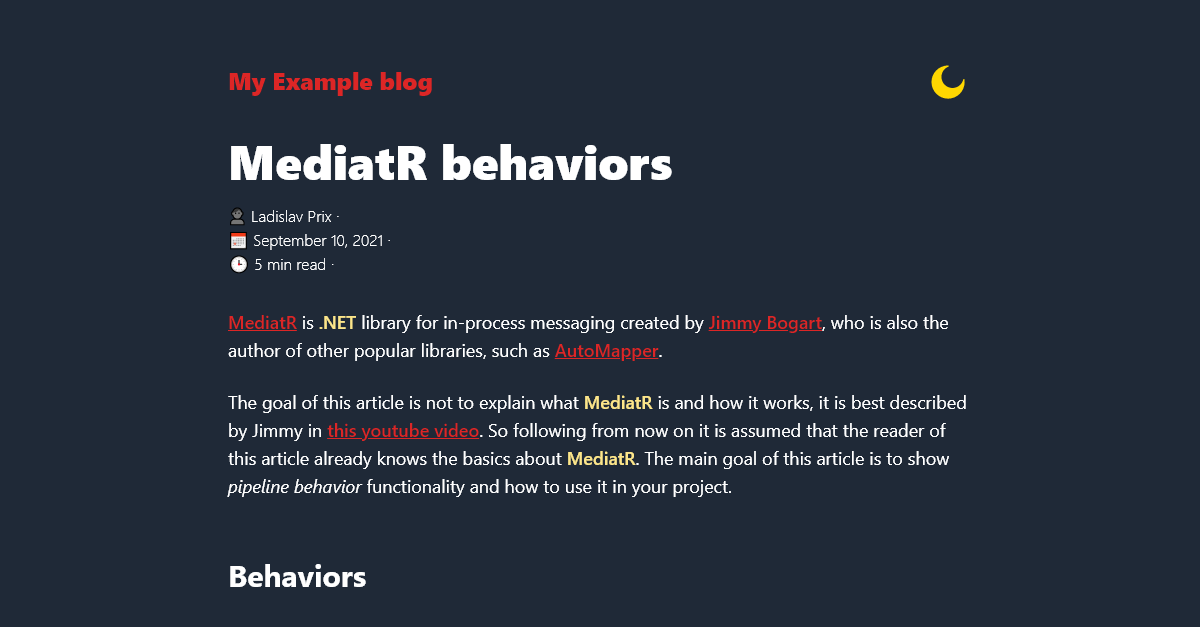 My Example blog
MediatR behaviors
Ladislav Prix ·
September 10, 2021 ·
5 min read ·
MediatR is .NET library for in-process messaging created by Jimmy Bogart, who is also the
author of other popular libraries, such as AutoMapper.
The goal of this article is not to explain what MediatR is and how it works, it is best described
by Jimmy in this youtube video. So following from now on it is assumed that the reader of
this article already knows the basics about MediatR. The main goal of this article is to show
pipeline behavior functionality and how to use it in your project.
Behaviors